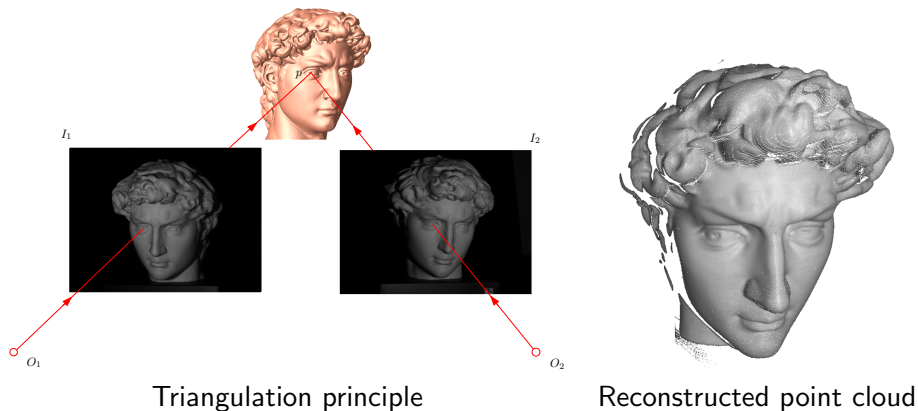 p
I₁
I₂
O₁
O₂
Triangulation principle
Reconstructed point cloud